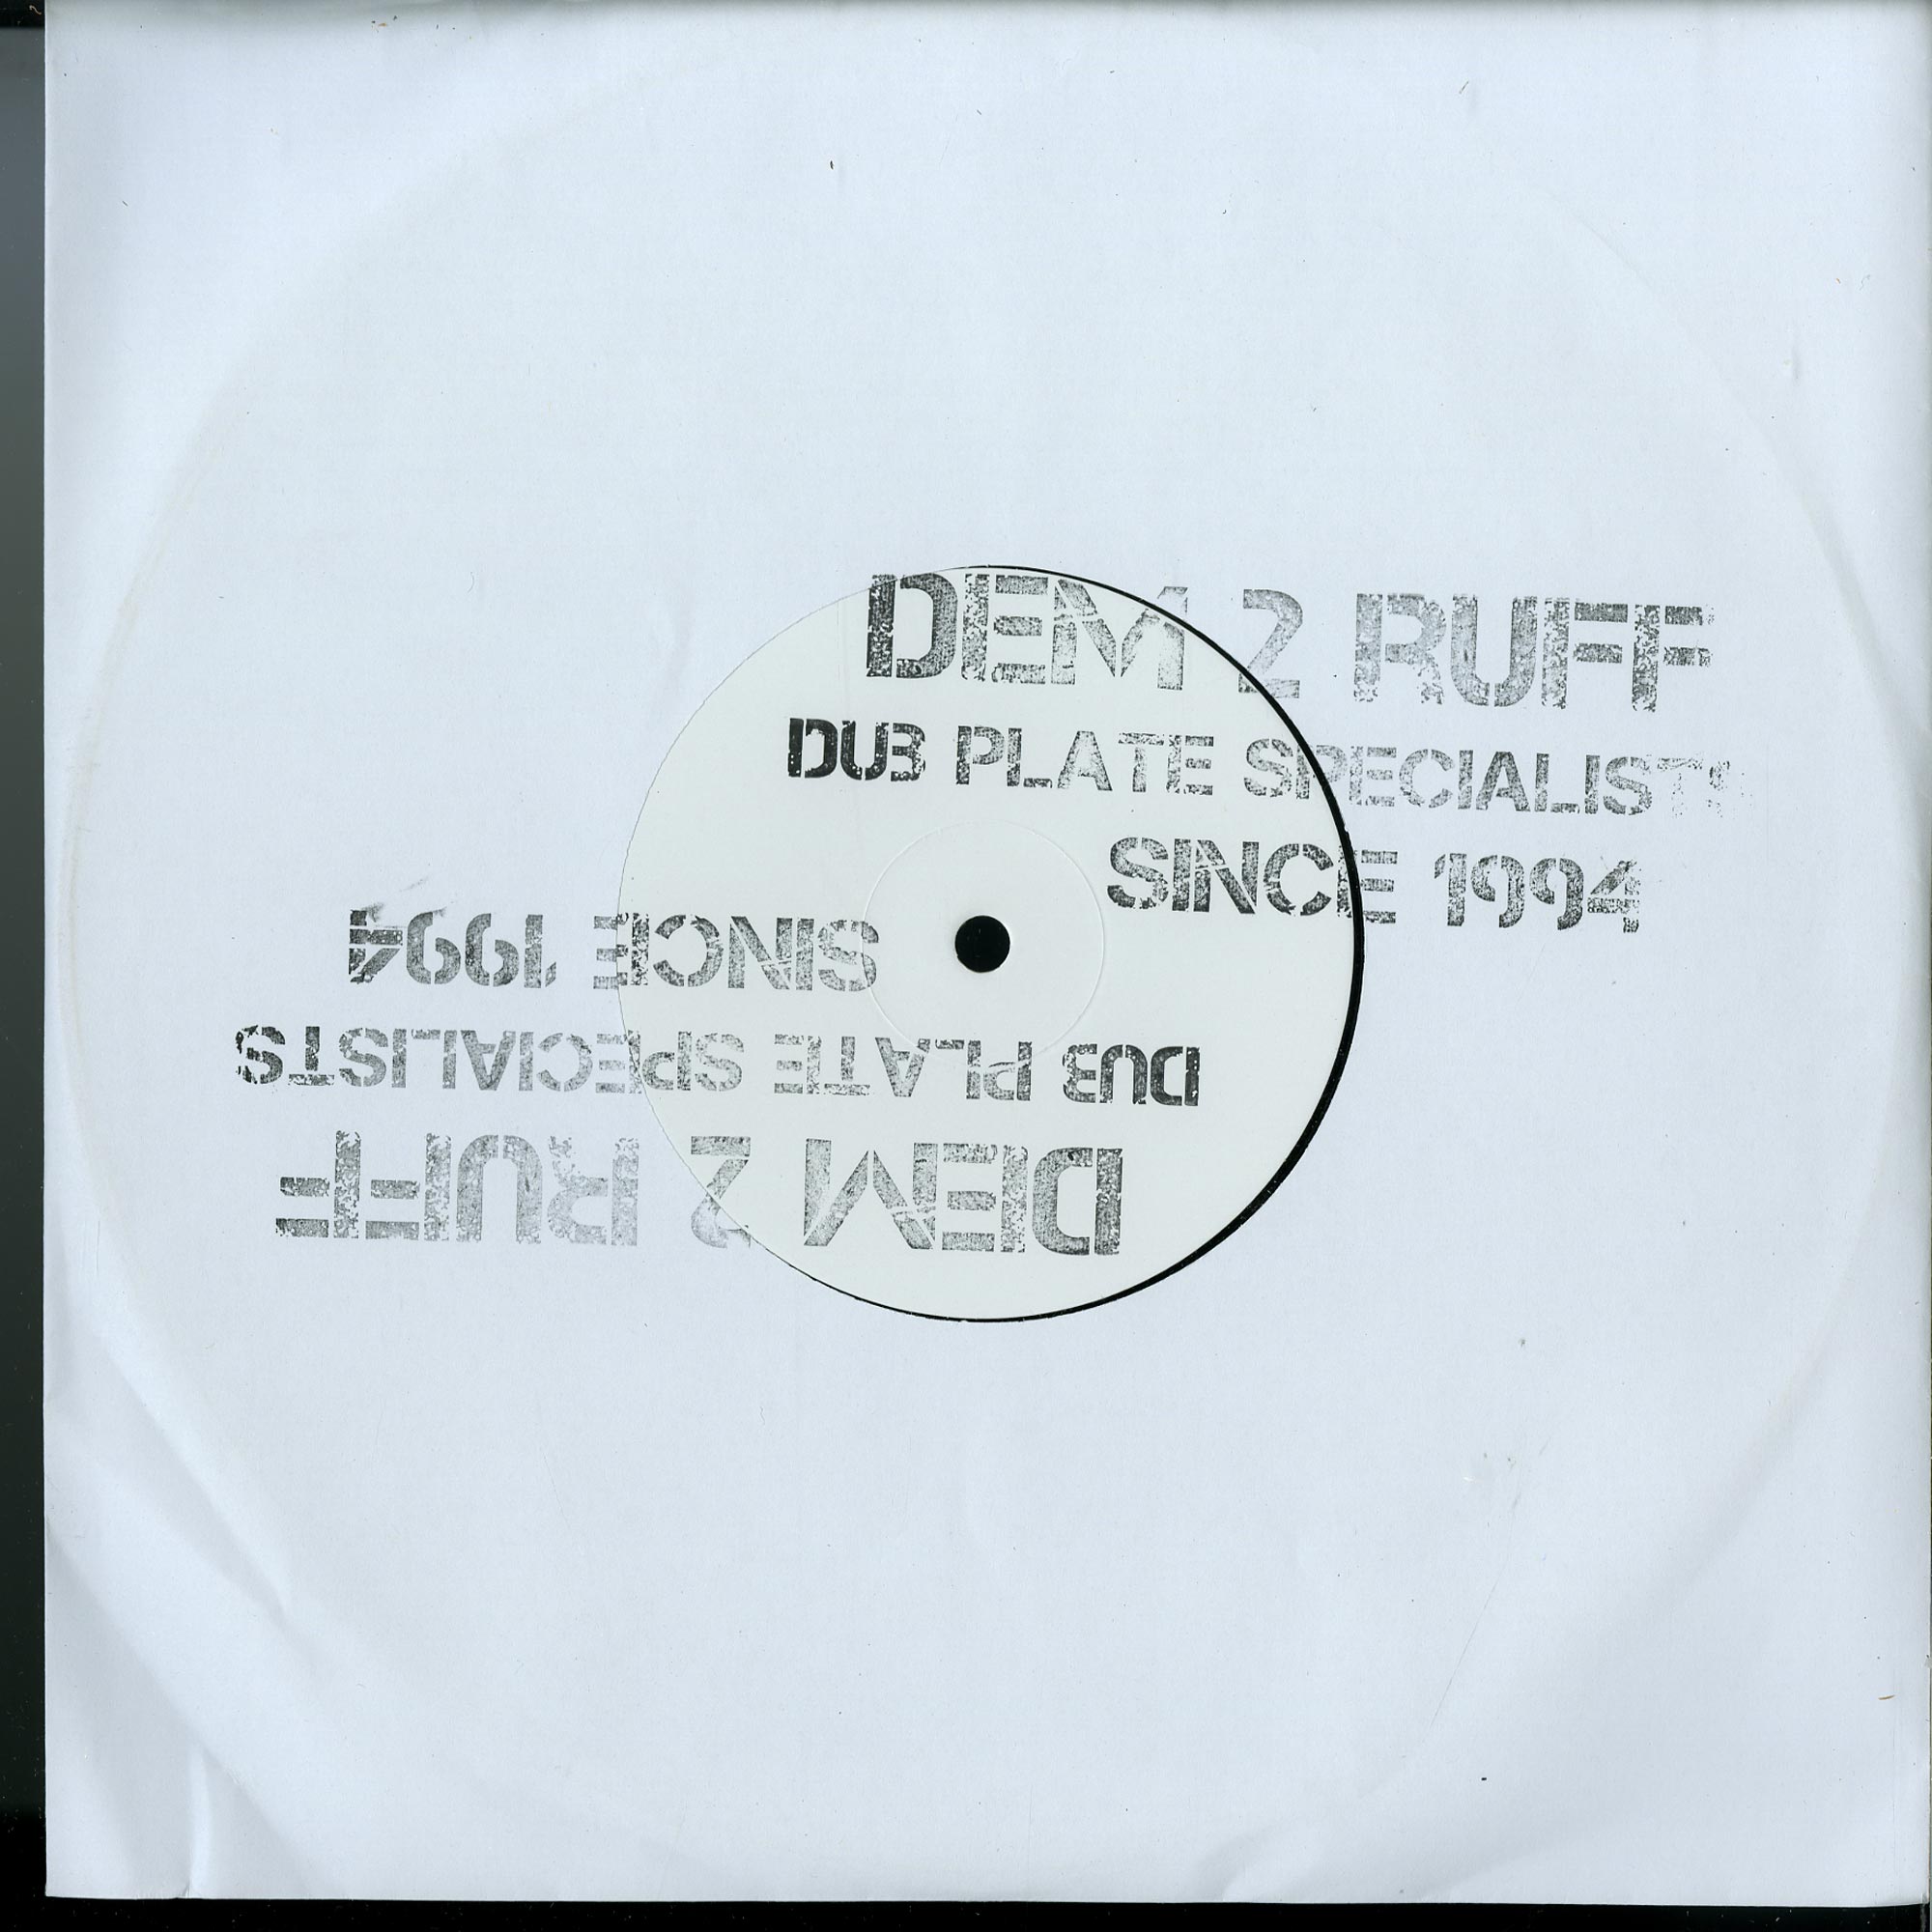 DEM 2 RUFF
DUB PLATE SPECIALISTS
SINCE 1994
SINCE 1994
DUB PLATE SPECIALISTS
DEM 2 RUFF